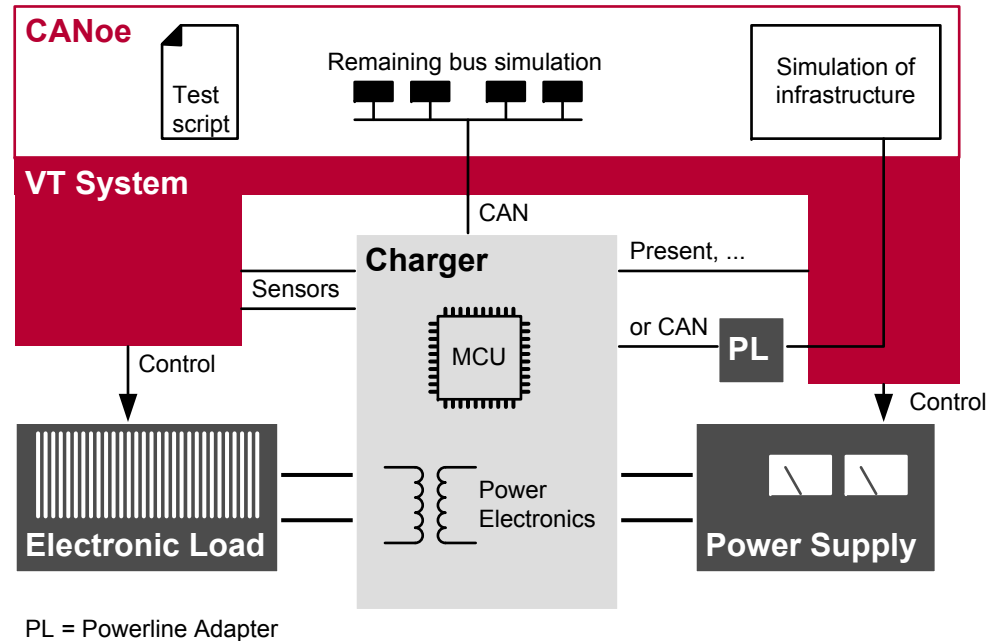 CANoe
Test
script
Remaining bus simulation
Simulation of
infrastructure
VT System
CAN
Charger
Present, ...
Sensors
or CAN
PL
MCU
Control
Control
Power
Electronics
Electronic Load
Power Supply
PL = Powerline Adapter